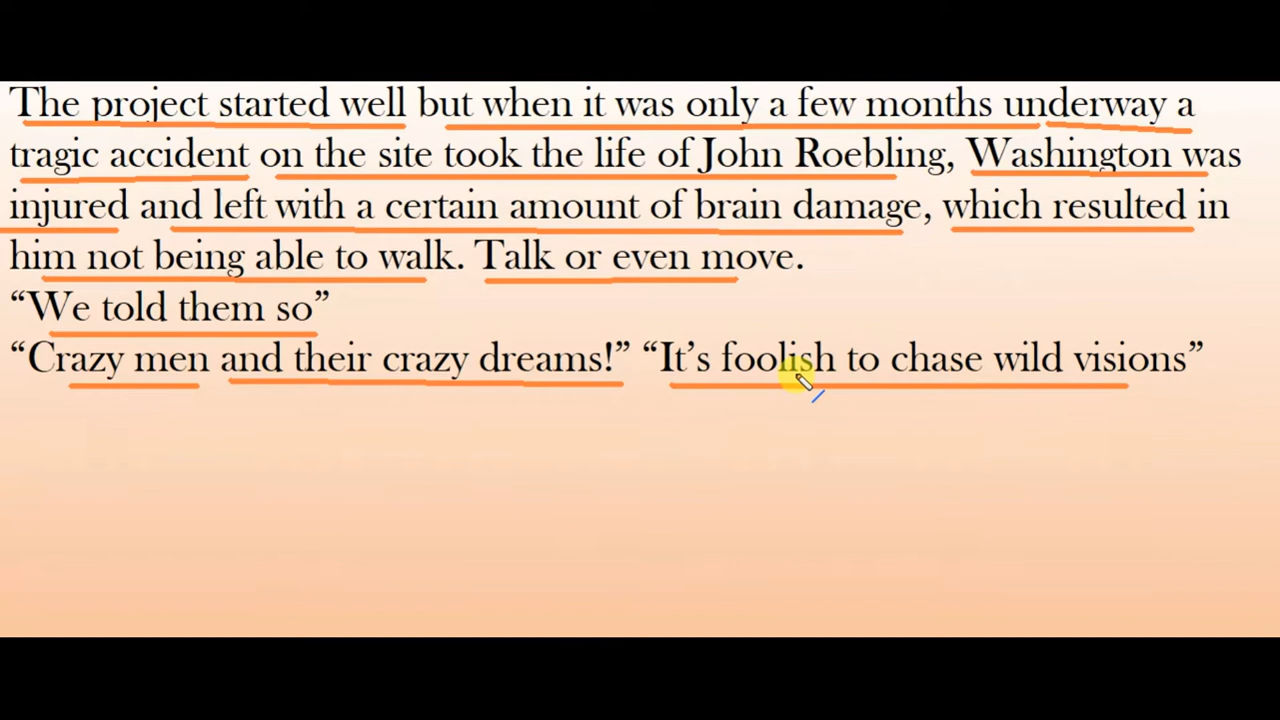 The project started well but when it was only a few months underway a
tragic accident on the site took the life of John Roebling, Washington was
injured and left with a certain amount of brain damage, which resulted in
him not being able to walk. Talk or even move.
“We told them so”
“Crazy men and their crazy dreams!” “It’s foolish to chase wild visions”